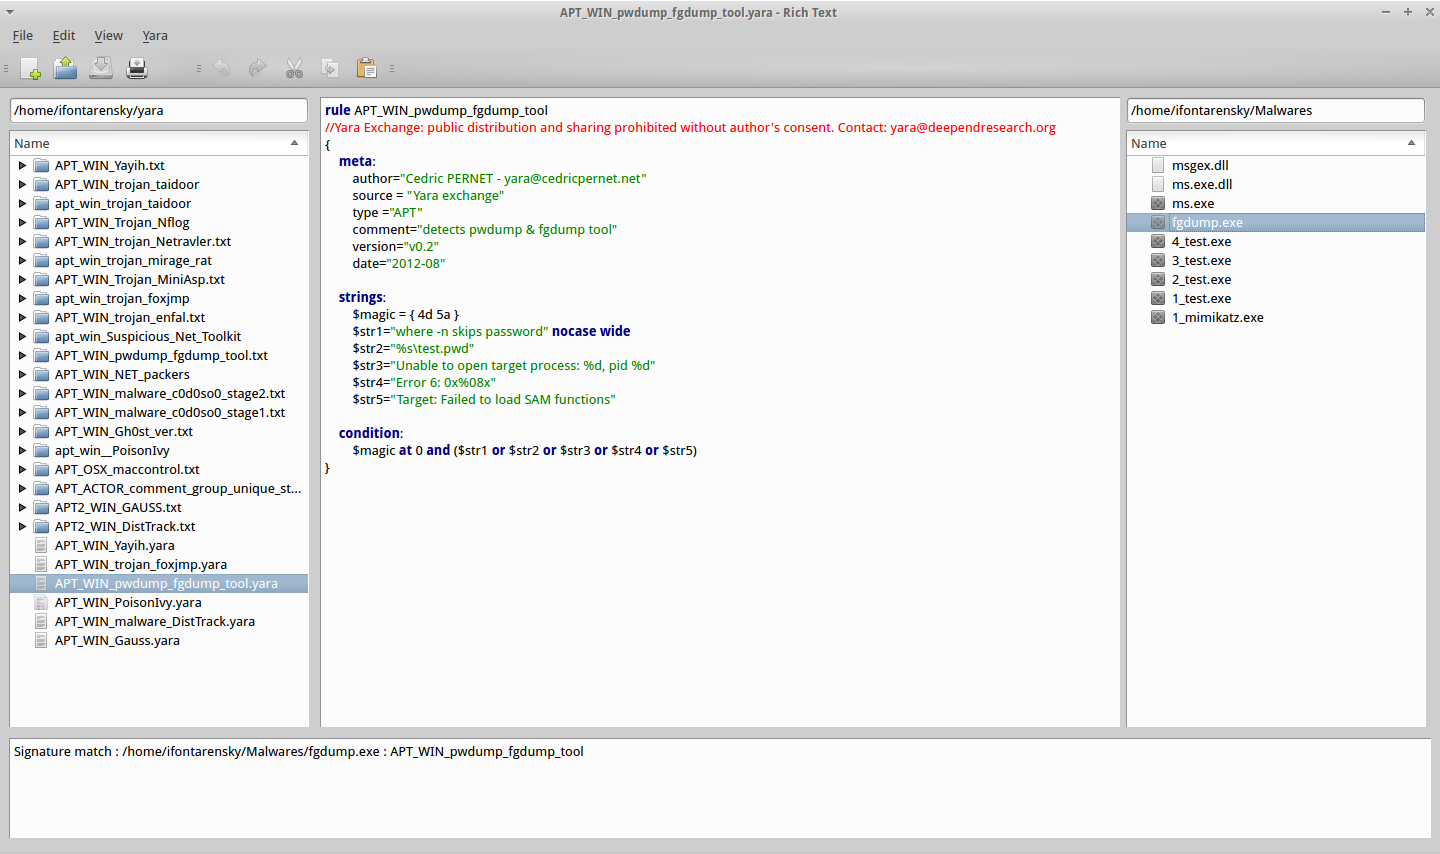 APT_WIN_pwdump_fgdump_tool.yara - Rich Text
File Edit View Yara
/home/ifontarensky/yara
Name
APT_WIN_Yayih.txt
APT_WIN_trojan_taidoor
apt_win_trojan_taidoor
APT_WIN_Trojan_Nflog
APT_WIN_trojan_Netravler.txt
apt_win_trojan_mirage_rat
APT_WIN_Trojan_MiniAsp.txt
apt_win_trojan_foxjmp
APT_WIN_trojan_enfal.txt
apt_win_Suspicious_Net_Toolkit
APT_WIN_pwdump_fgdump_tool.txt
APT_WIN_NET_packers
APT_WIN_malware_c0d0so0_stage2.txt
APT_WIN_malware_c0d0so0_stage1.txt
APT_WIN_Gh0st_ver.txt
apt_win__PoisonIvy
APT_OSX_maccontrol.txt
APT_ACTOR_comment_group_unique_st...
APT2_WIN_GAUSS.txt
APT2_WIN_DistTrack.txt
APT_WIN_Yayih.yara
APT_WIN_trojan_foxjmp.yara
APT_WIN_pwdump_fgdump_tool.yara
APT_WIN_PoisonIvy.yara
APT_WIN_malware_DistTrack.yara
APT_WIN_Gauss.yara
rule APT_WIN_pwdump_fgdump_tool
//Yara Exchange: public distribution and sharing prohibited without author's consent. Contact: yara@deependresearch.org
{
meta:
author="Cedric PERNET - yara@cedricpernet.net"
source = "Yara exchange"
type ="APT"
comment="detects pwdump & fgdump tool"
version="v0.2"
date="2012-08"
strings:
$magic = { 4d 5a }
$str1="where -n skips password" nocase wide
$str2="%s\test.pwd"
$str3="Unable to open target process: %d, pid %d"
$str4="Error 6: 0x%08x"
$str5="Target: Failed to load SAM functions"
condition:
$magic at 0 and ($str1 or $str2 or $str3 or $str4 or $str5)
}
/home/ifontarensky/Malwares
Name
msgex.dll
ms.exe.dll
ms.exe
fgdump.exe
4_test.exe
3_test.exe
2_test.exe
1_test.exe
1_mimikatz.exe
Signature match : /home/ifontarensky/Malwares/fgdump.exe : APT_WIN_pwdump_fgdump_tool